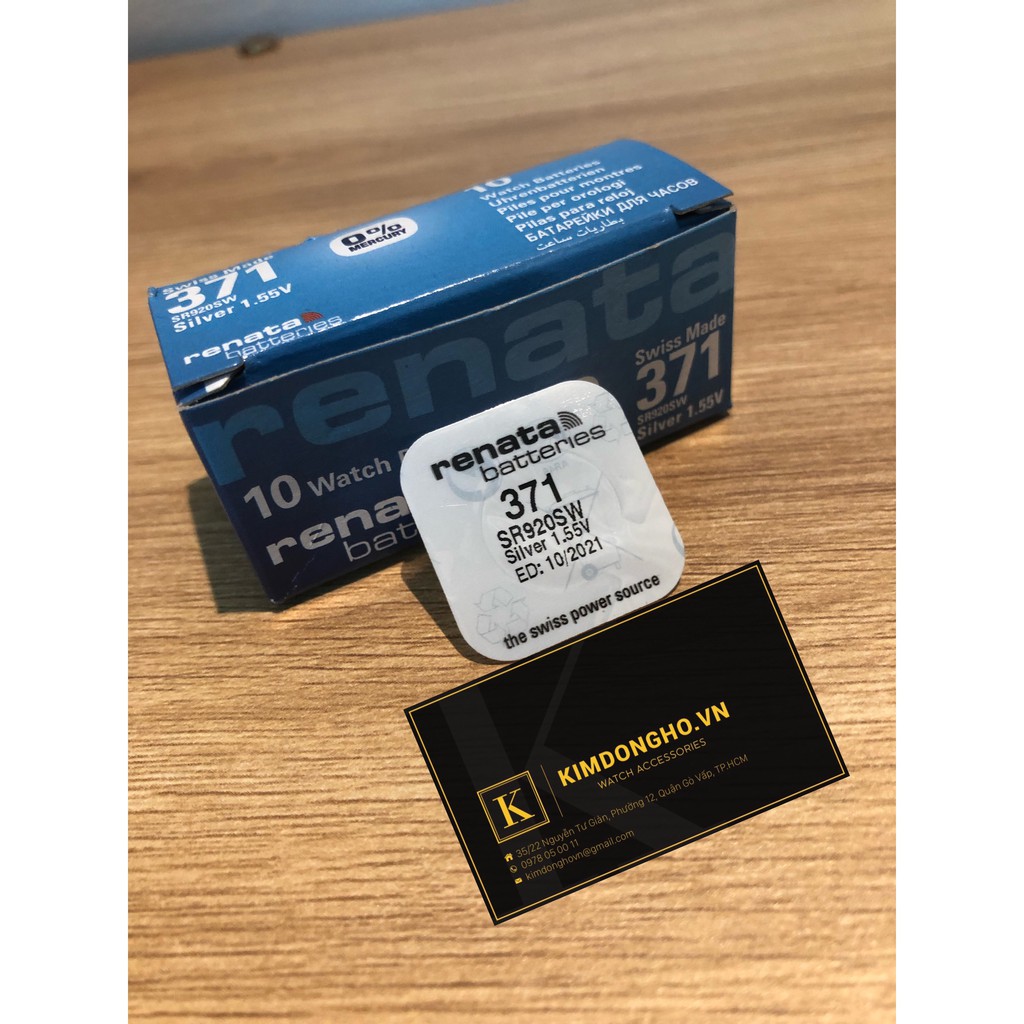 10
Watch Batteries
Uhrenbatterien
Piles pour montres
Pile per orologi
Pilas para reloj
БАТАРЕЙКИ ДЛЯ ЧАСОВ
بطاريات ساعت
0%
MERCURY
Swiss Made
371
SR920SW
Silver 1.55V
renata
batteries
renata
Swiss Made
371
SR920SW
Silver 1.55V
10 Watch
renata
batteries
371
SR920SW
Silver 1.55V
ED: 10/2021
the swiss power source
K
KIMDONGHO.VN
WATCH ACCESSORIES
35/22 Nguyễn Tư Giản, Phường 12, Quận Gò Vấp, TP.HCM
0978 05 00 11
kimdonghovn@gmail.com